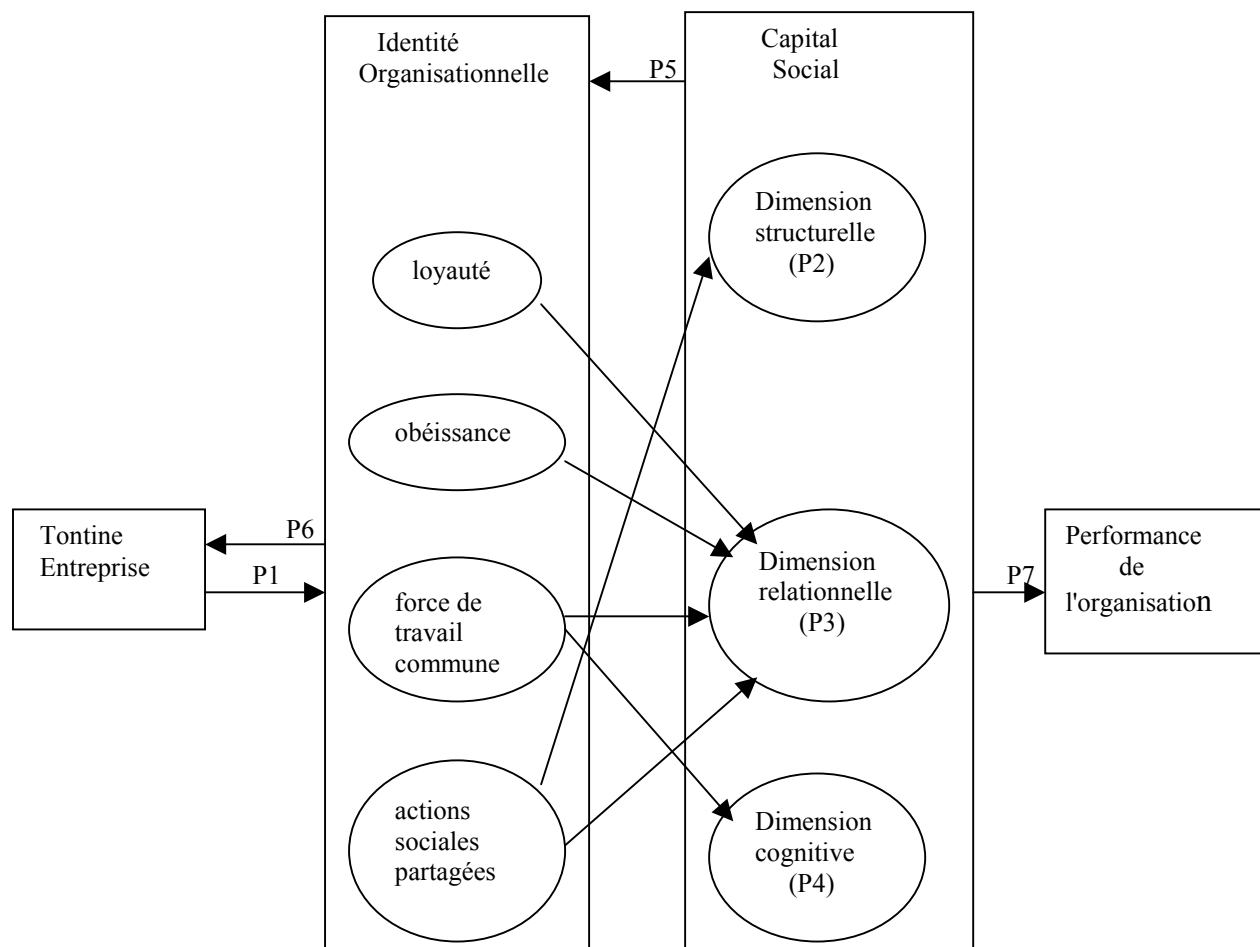 Identité
Organisationnelle
Capital
Social
P5
Dimension
structurelle
(P2)
loyauté
obéissance
Tontine
Entreprise
P6
P1
force de
travail
commune
Dimension
relationnelle
(P3)
P7
Performance
de
l'organisation
actions
sociales
partagées
Dimension
cognitive
(P4)